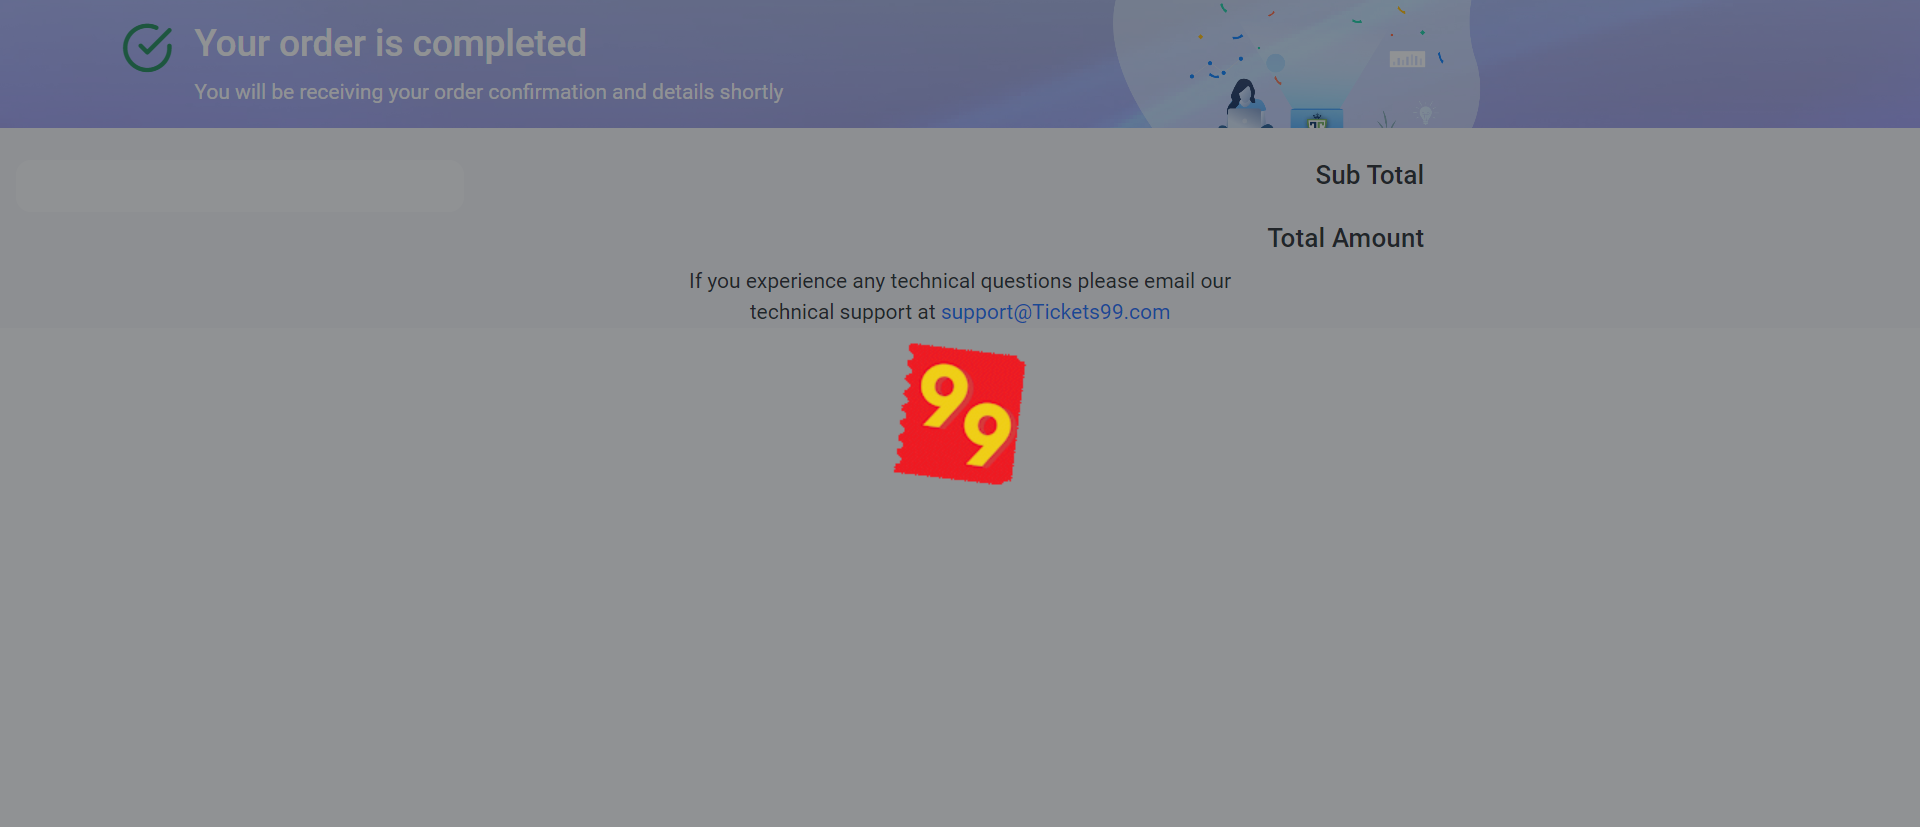 Your order is completed
You will be receiving your order confirmation and details shortly
Sub Total
Total Amount
If you experience any technical questions please email our
technical support at support@Tickets99.com
99